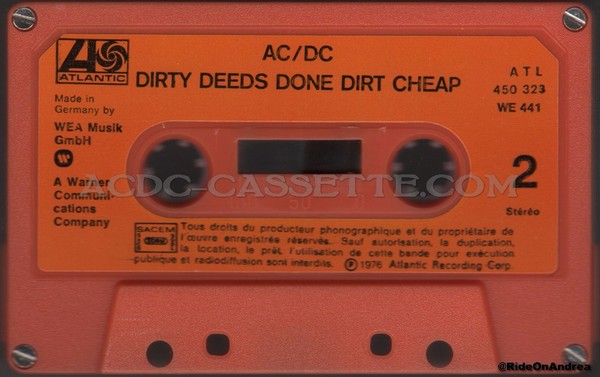 AC/DC
DIRTY DEEDS DONE DIRT CHEAP
ATLANTIC
Made in
Germany by
WEA Musik
GmbH
A Warner
Communi-
cations
Company
ATL
450 323
WE 441
2
Stéréo
ACDC-CASSETTE.COM
SACEM
Tous droits du producteur phonographique et du propriétaire de
l'œuvre enregistrés réservés. Sauf autorisation, la duplication,
la location, le prêt, l'utilisation de cette bande pour exécution
publique et radiodiffusion sont interdits. Ⓟ 1976 Atlantic Recording Corp.
@RideOnAndrea